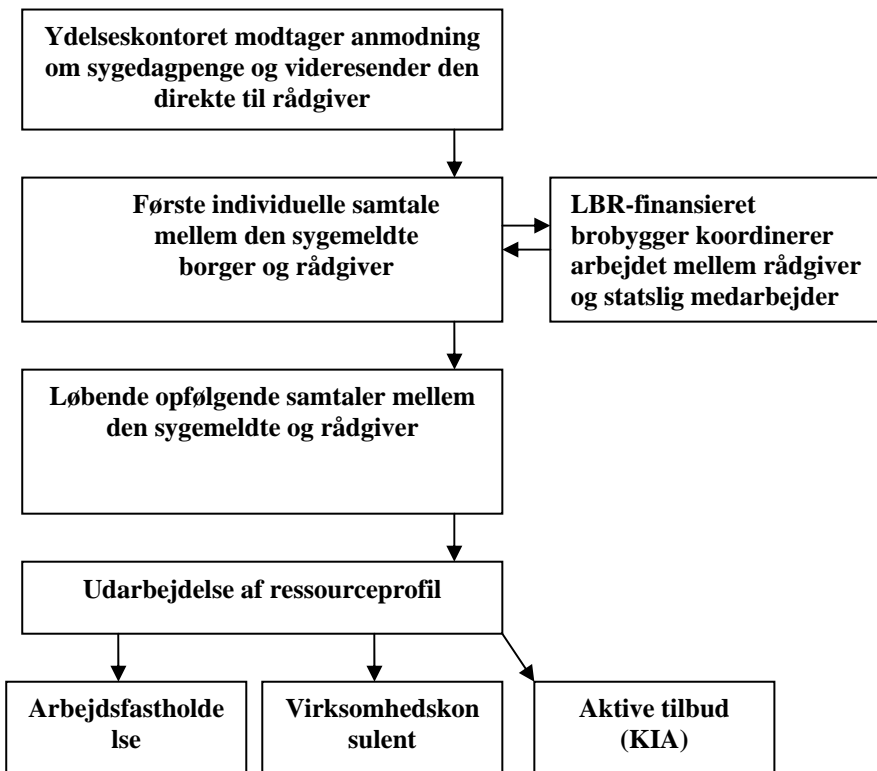 Ydelseskontoret modtager anmodning
om sygedagpenge og videresender den
direkte til rådgiver
Første individuelle samtale
mellem den sygemeldte
borger og rådgiver
LBR-finansieret
brobygger koordinerer
arbejdet mellem rådgiver
og statslig medarbejder
Løbende opfølgende samtaler mellem
den sygemeldte og rådgiver
Udarbejdelse af ressourceprofil
Arbejdsfastholde
lse
Virksomhedskon
sulent
Aktive tilbud
(KIA)